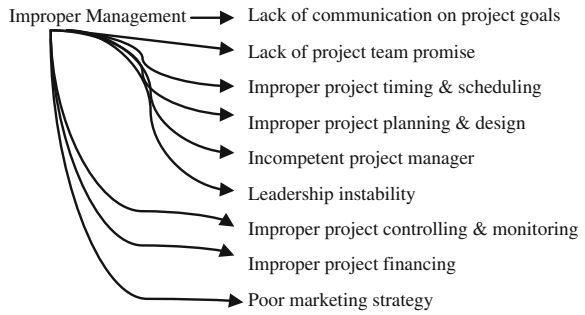 Improper Management
Lack of communication on project goals
Lack of project team promise
Improper project timing & scheduling
Improper project planning & design
Incompetent project manager
Leadership instability
Improper project controlling & monitoring
Improper project financing
Poor marketing strategy